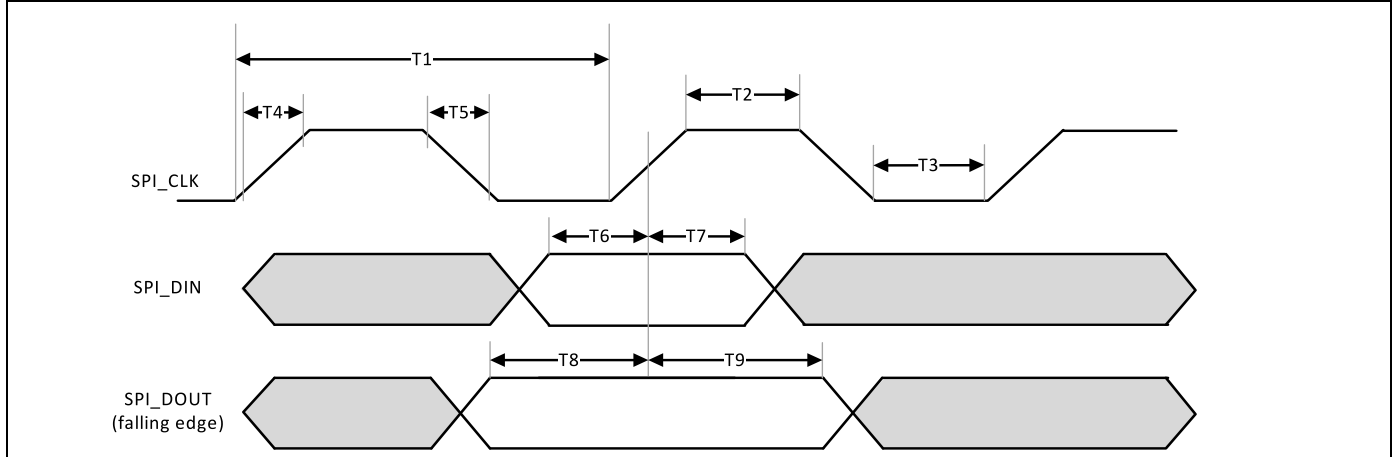 T1
T4
T5
T2
T3
SPI_CLK
T6
T7
SPI_DIN
T8
T9
SPI_DOUT
(falling edge)